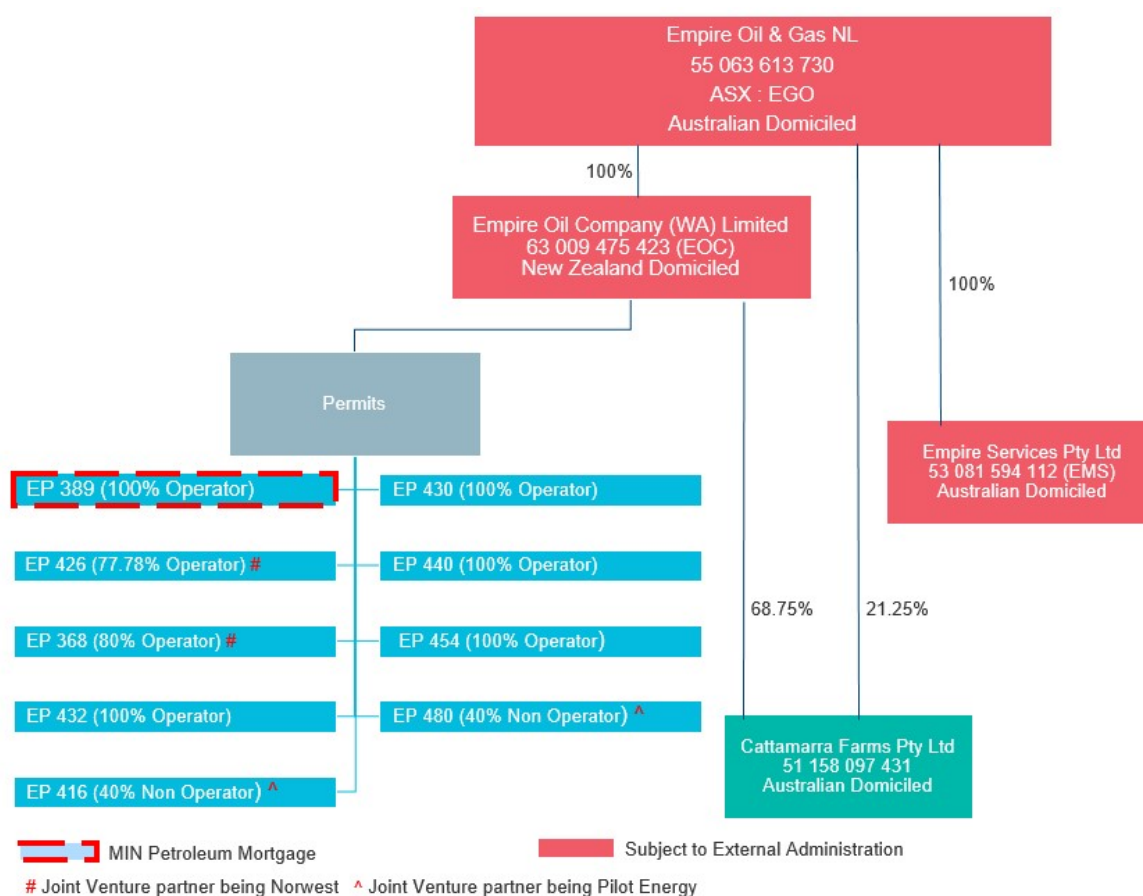 Empire Oil & Gas NL
55 063 613 730
ASX : EGO
Australian Domiciled
100%
Empire Oil Company (WA) Limited
63 009 475 423 (EOC)
New Zealand Domiciled
100%
Permits
Empire Services Pty Ltd
53 081 594 112 (EMS)
Australian Domiciled
EP 389 (100% Operator)
EP 430 (100% Operator)
EP 426 (77.78% Operator) #
EP 440 (100% Operator)
68.75%
21.25%
EP 368 (80% Operator) #
EP 454 (100% Operator)
EP 432 (100% Operator)
EP 480 (40% Non Operator) ^
Cattamarra Farms Pty Ltd
51 158 097 431
Australian Domiciled
EP 416 (40% Non Operator) ^
MIN Petroleum Mortgage
Subject to External Administration
# Joint Venture partner being Norwest ^ Joint Venture partner being Pilot Energy